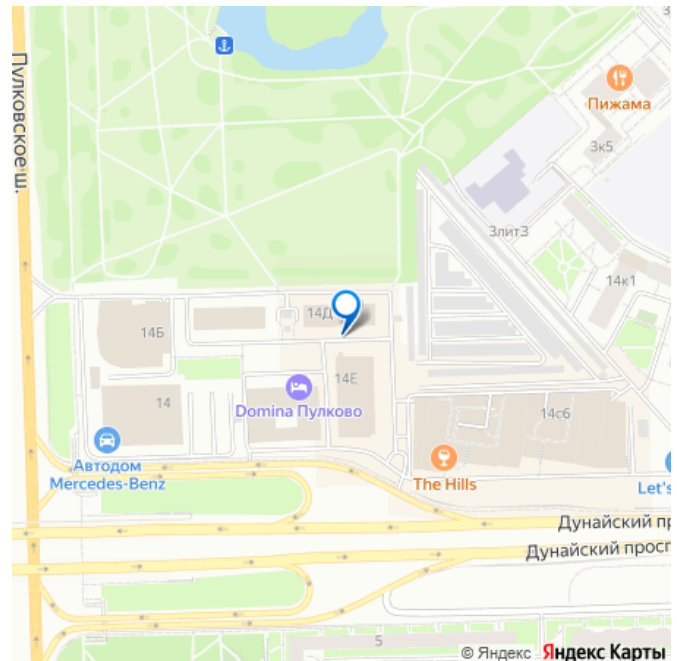 Пулковское ш.
3
Пижама
3к5
3литЗ
14к1
14Д
14Б
14Е
14
Domina Пулково
14с6
Автодом
Mercedes-Benz
The Hills
Let's
Дунайский пр
Дунайский просп
5
© Яндекс Яндекс Карты